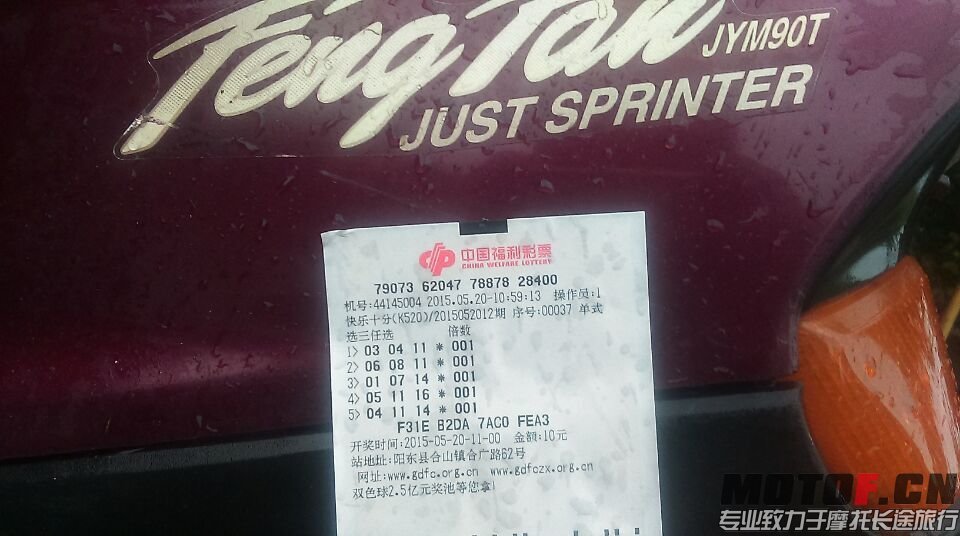 Feng Tan JYM90T
JUST SPRINTER
中国福利彩票
CHINA WELFARE LOTTERY
79073 62047 78878 28400
机号:44145004 2015.05.20-10:59:13 操作员:1
快乐十分(K520)/2015052012期 序号:00037 单式
选三任选 倍数
1> 03 04 11 * 001
2> 06 08 11 * 001
3> 01 07 14 * 001
4> 05 11 16 * 001
5> 04 11 14 * 001
F31E B2DA 7AC0 FEA3
开奖时间:2015-05-20-11-00 金额:10元
站地址:阳东县合山镇合广路62号
网址:www.gdfc.org.cn www.gdfczx.org.cn
双色球2.5亿元奖池等您拿!
MOTOF.CN
专业致力于摩托长途旅行